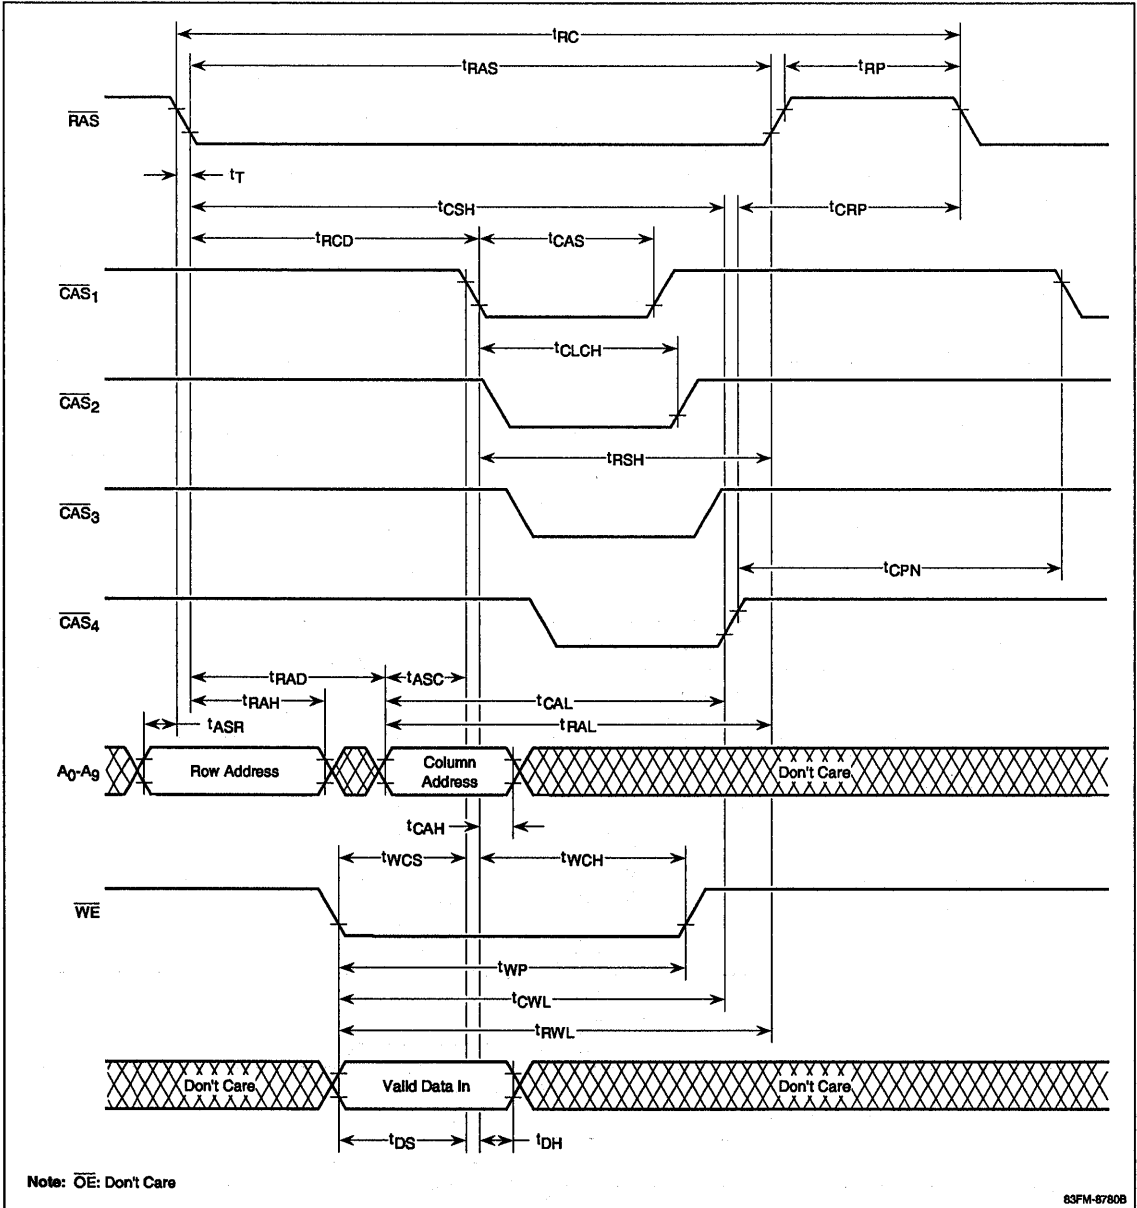 tRC
tRAS
tRP
RAS
tT
tCSH
tCRP
tRCD
tCAS
CAS1
tCLCH
CAS2
tRSH
CAS3
tCPN
CAS4
tRAD
tASC
tRAH
tCAL
tASR
tRAL
A0-A9
Row Address
Column
Address
Don't Care
tCAH
tWCS
tWCH
WE
tWP
tCWL
tRWL
Don't Care
Valid Data In
Don't Care
tDS
tDH
Note: OE: Don't Care
83FM-8780B